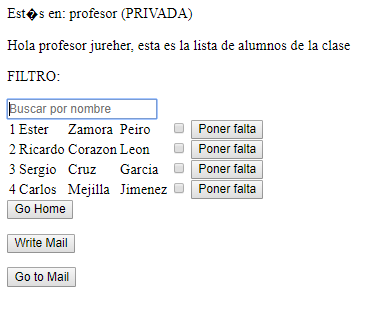 Est�s en: profesor (PRIVADA)
Hola profesor jureher, esta es la lista de alumnos de la clase
FILTRO:
Buscar por nombre
1 Ester Zamora Peiro Poner falta
2 Ricardo Corazon Leon Poner falta
3 Sergio Cruz Garcia Poner falta
4 Carlos Mejilla Jimenez Poner falta
Go Home
Write Mail
Go to Mail